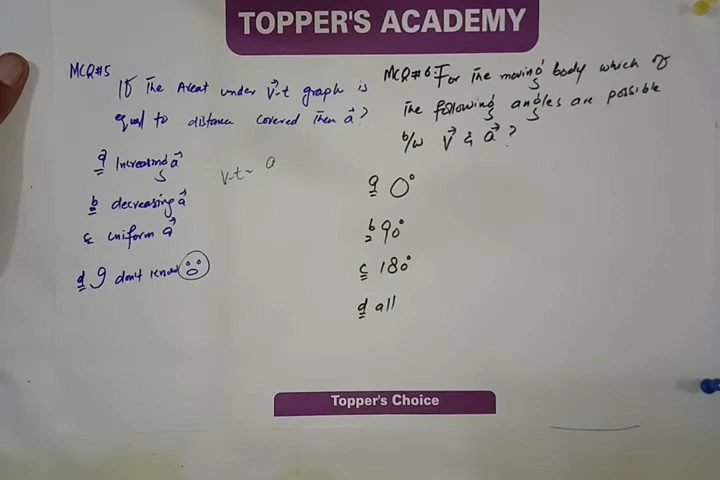 TOPPER'S ACADEMY
MCQ#5
If The Areat under v-t graph is
equal to distance covered Then a?
a Increasing a
b decreasing a
c uniform a
d I don't know
v-t~ a
MCQ#6: For The moving body which of
The following angles are possible
b/w V & a?
a 0°
b 90°
c 180°
d all
Topper's Choice